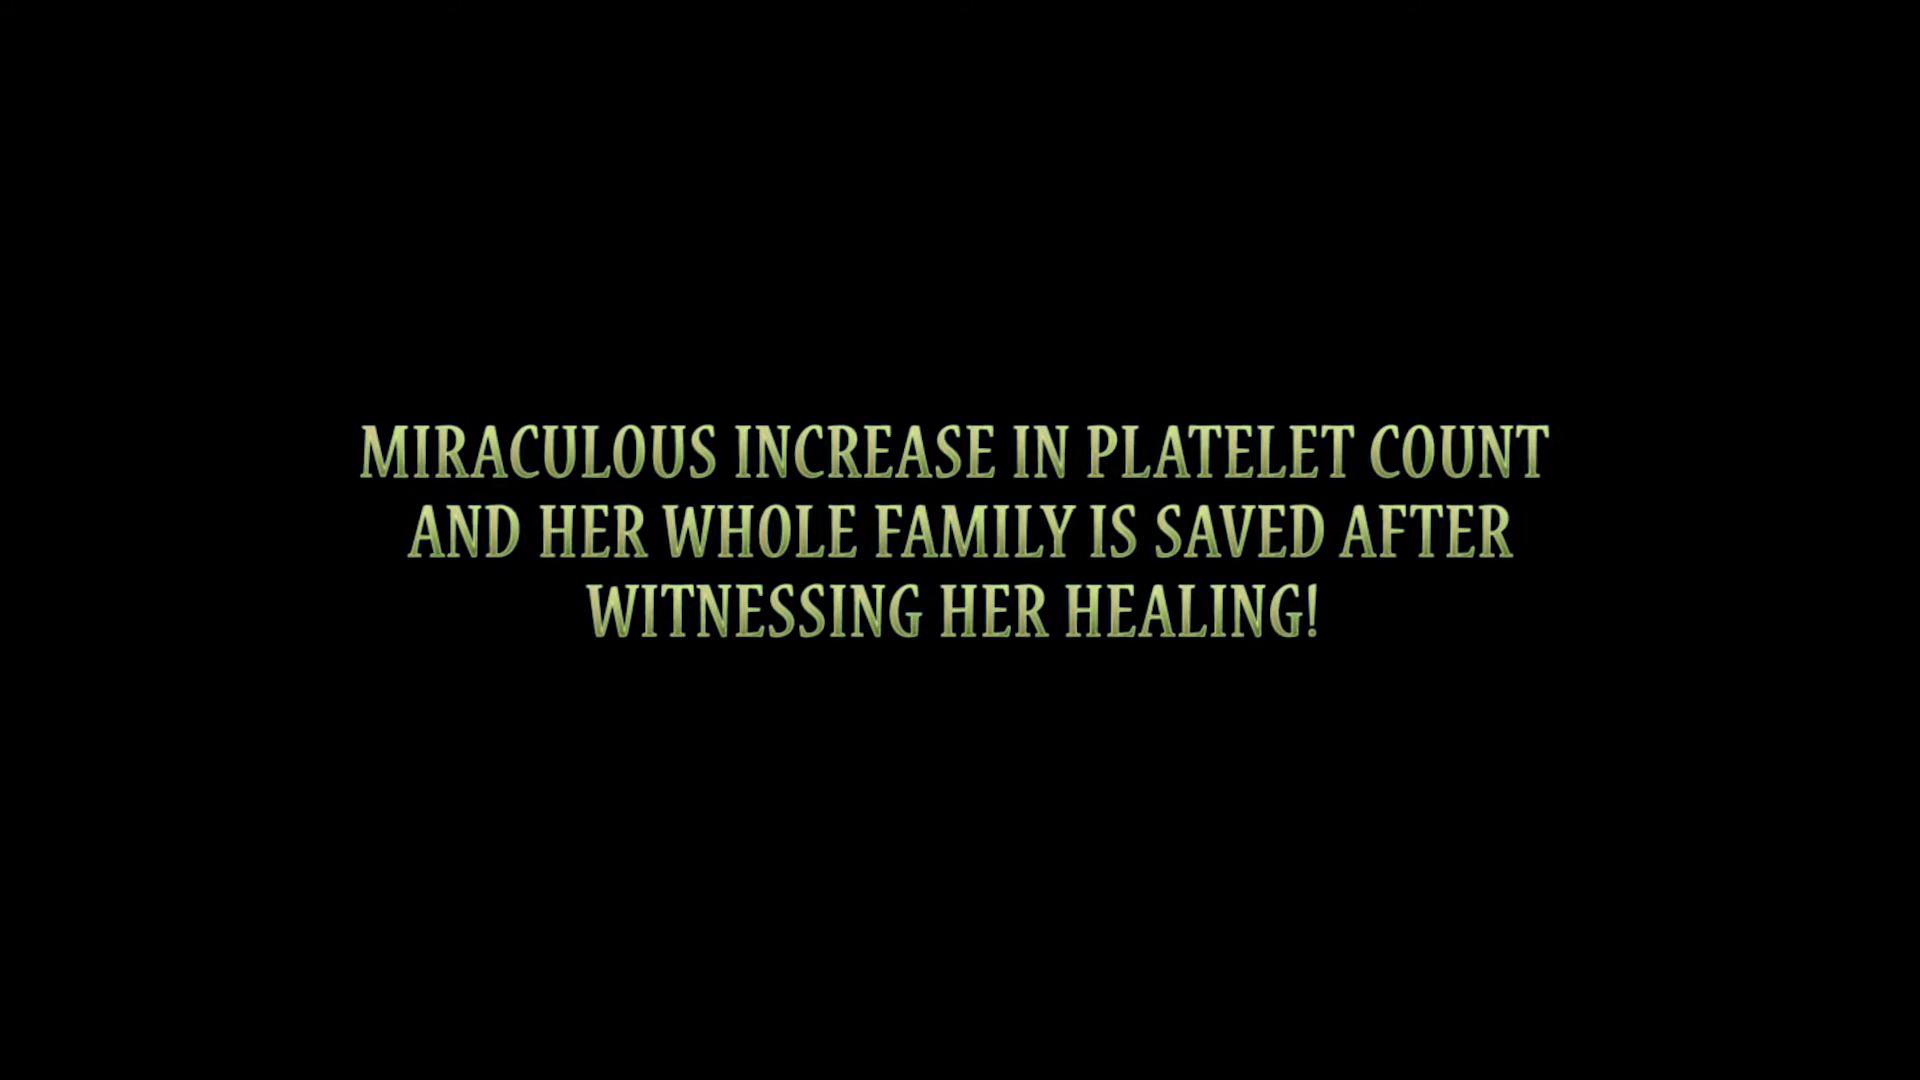 MIRACULOUS INCREASE IN PLATELET COUNT
AND HER WHOLE FAMILY IS SAVED AFTER
WITNESSING HER HEALING!